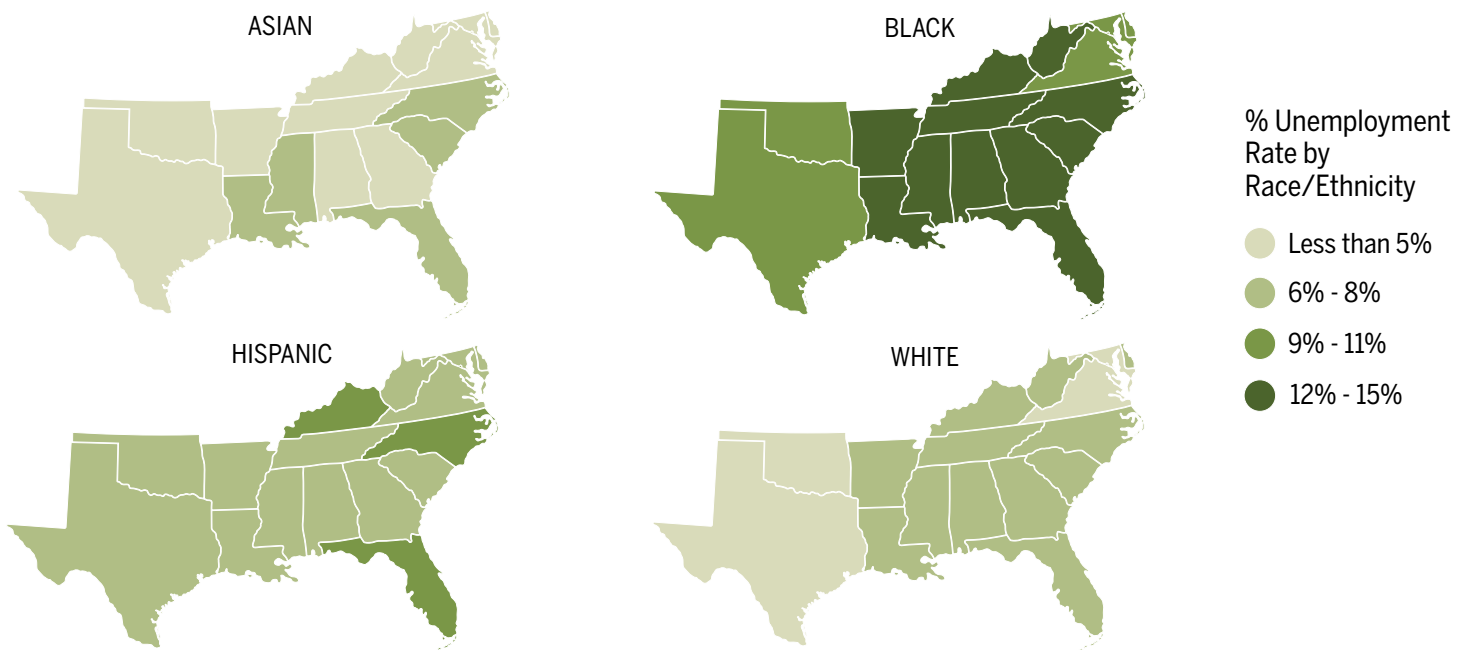 ASIAN
BLACK
HISPANIC
WHITE
% Unemployment
Rate by
Race/Ethnicity
Less than 5%
6% - 8%
9% - 11%
12% - 15%